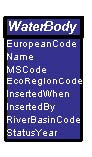 WaterBody
EuropeanCode
Name
MSCode
EcoRegionCode
InsertedWhen
InsertedBy
RiverBasinCode
StatusYear